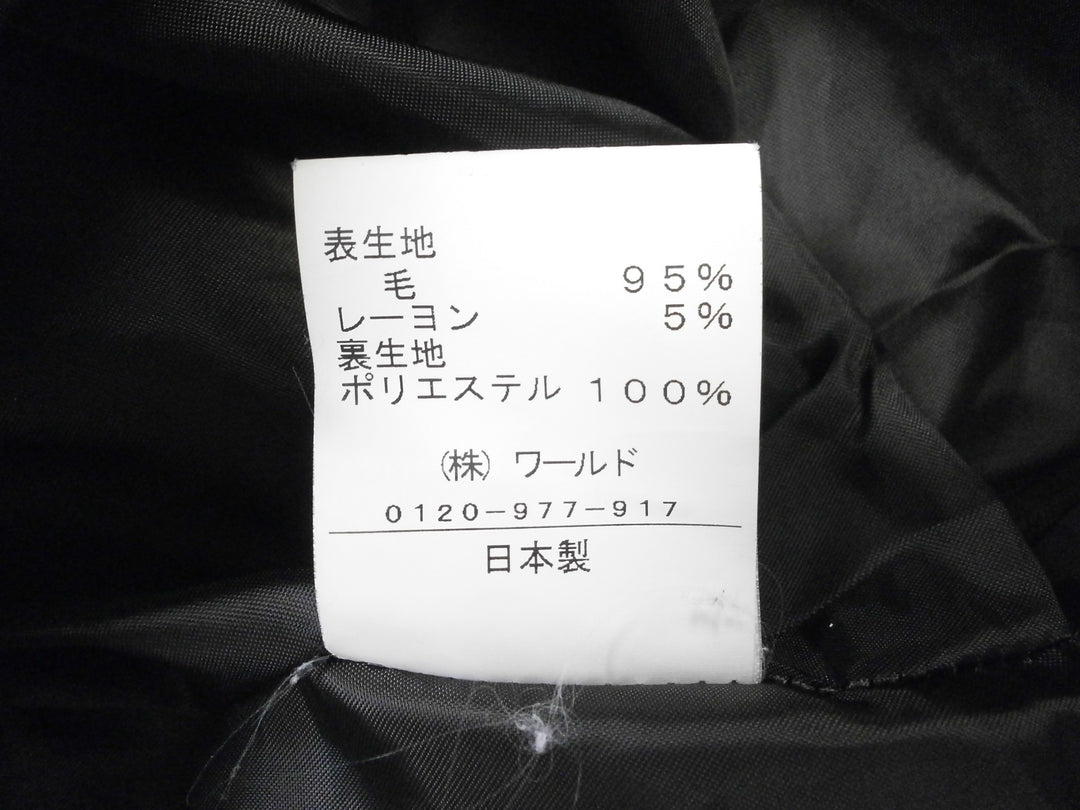 表生地
毛 95%
レーヨン 5%
裏生地
ポリエステル 100%
(株) ワールド
0120-977-917
日本製